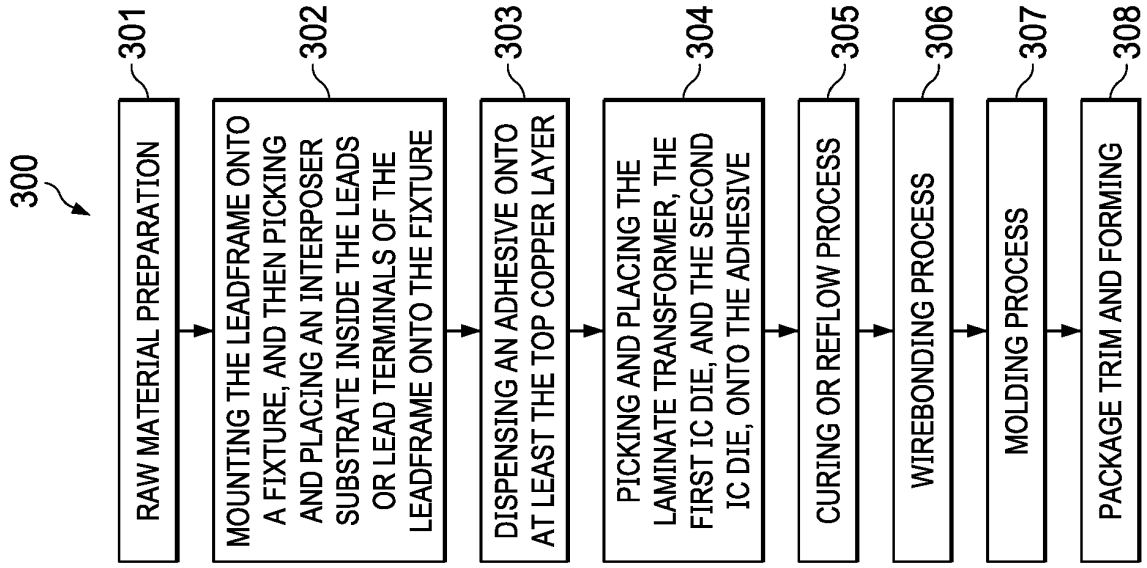 300
RAW MATERIAL PREPARATION
301
MOUNTING THE LEADFRAME ONTO
A FIXTURE, AND THEN PICKING
AND PLACING AN INTERPOSER
SUBSTRATE INSIDE THE LEADS
OR LEAD TERMINALS OF THE
LEADFRAME ONTO THE FIXTURE
302
DISPENSING AN ADHESIVE ONTO
AT LEAST THE TOP COPPER LAYER
303
PICKING AND PLACING THE
LAMINATE TRANSFORMER, THE
FIRST IC DIE, AND THE SECOND
IC DIE, ONTO THE ADHESIVE
304
CURING OR REFLOW PROCESS
305
WIREBONDING PROCESS
306
MOLDING PROCESS
307
PACKAGE TRIM AND FORMING
308